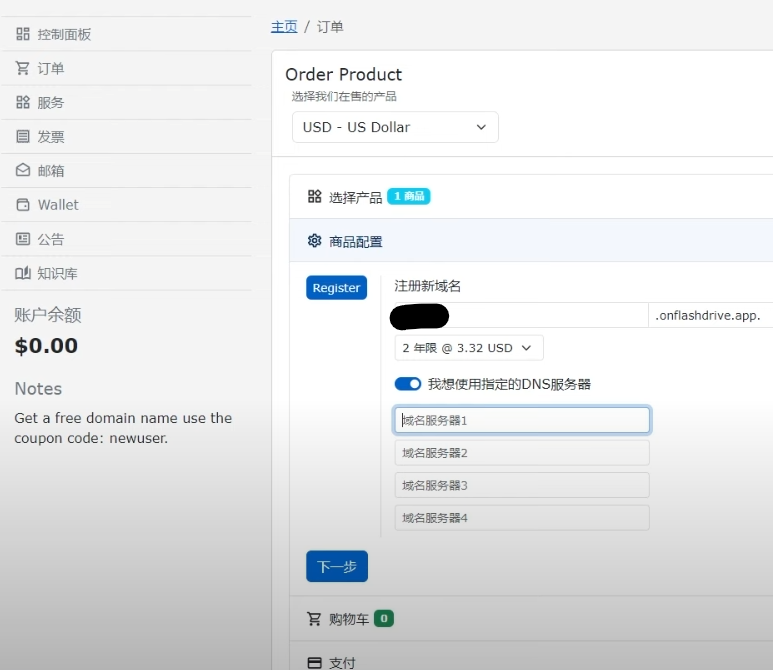 控制面板
订单
服务
发票
邮箱
Wallet
公告
知识库
账户余额
$0.00
Notes
Get a free domain name use the
coupon code: newuser.
主页 / 订单
Order Product
选择我们在售的产品
USD - US Dollar
选择产品 1 商品
商品配置
Register
注册新域名
.onflashdrive.app.
2 年限 @ 3.32 USD
我想使用指定的DNS服务器
域名服务器1
域名服务器2
域名服务器3
域名服务器4
下一步
购物车 0
支付